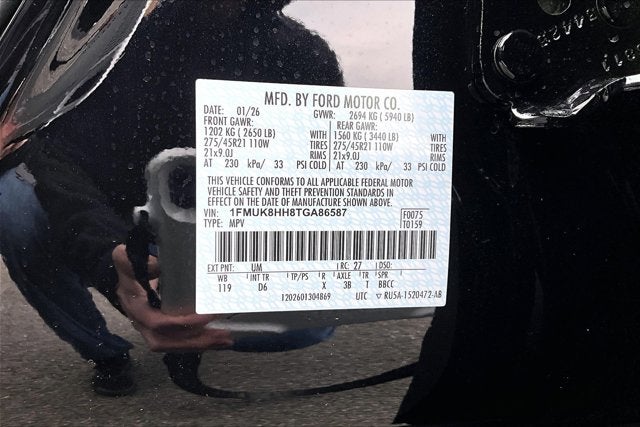 MFD. BY FORD MOTOR CO.
DATE: 01/26 GVWR: 2694 KG ( 5940 LB)
FRONT GAWR: REAR GAWR:
1202 KG ( 2650 LB) WITH 1560 KG ( 3440 LB) WITH
275/45R21 110W TIRES 275/45R21 110W TIRES
21x9.0J RIMS 21x9.0J RIMS
AT 230 kPa/ 33 PSI COLD AT 230 kPa/ 33 PSI COLD
THIS VEHICLE CONFORMS TO ALL APPLICABLE FEDERAL MOTOR
VEHICLE SAFETY AND THEFT PREVENTION STANDARDS IN
EFFECT ON THE DATE OF MANUFACTURE SHOWN ABOVE.
VIN: 1FMUK8HH8TGA86587 F0075
TYPE: MPV T0159
EXT PNT: UM RC: 27 DSO:
WB INT TR TP/PS R AXLE TR SPR
119 D6 X 3B T BBCC
1202601304869 UTC ▽ RU5A-1520472-AB